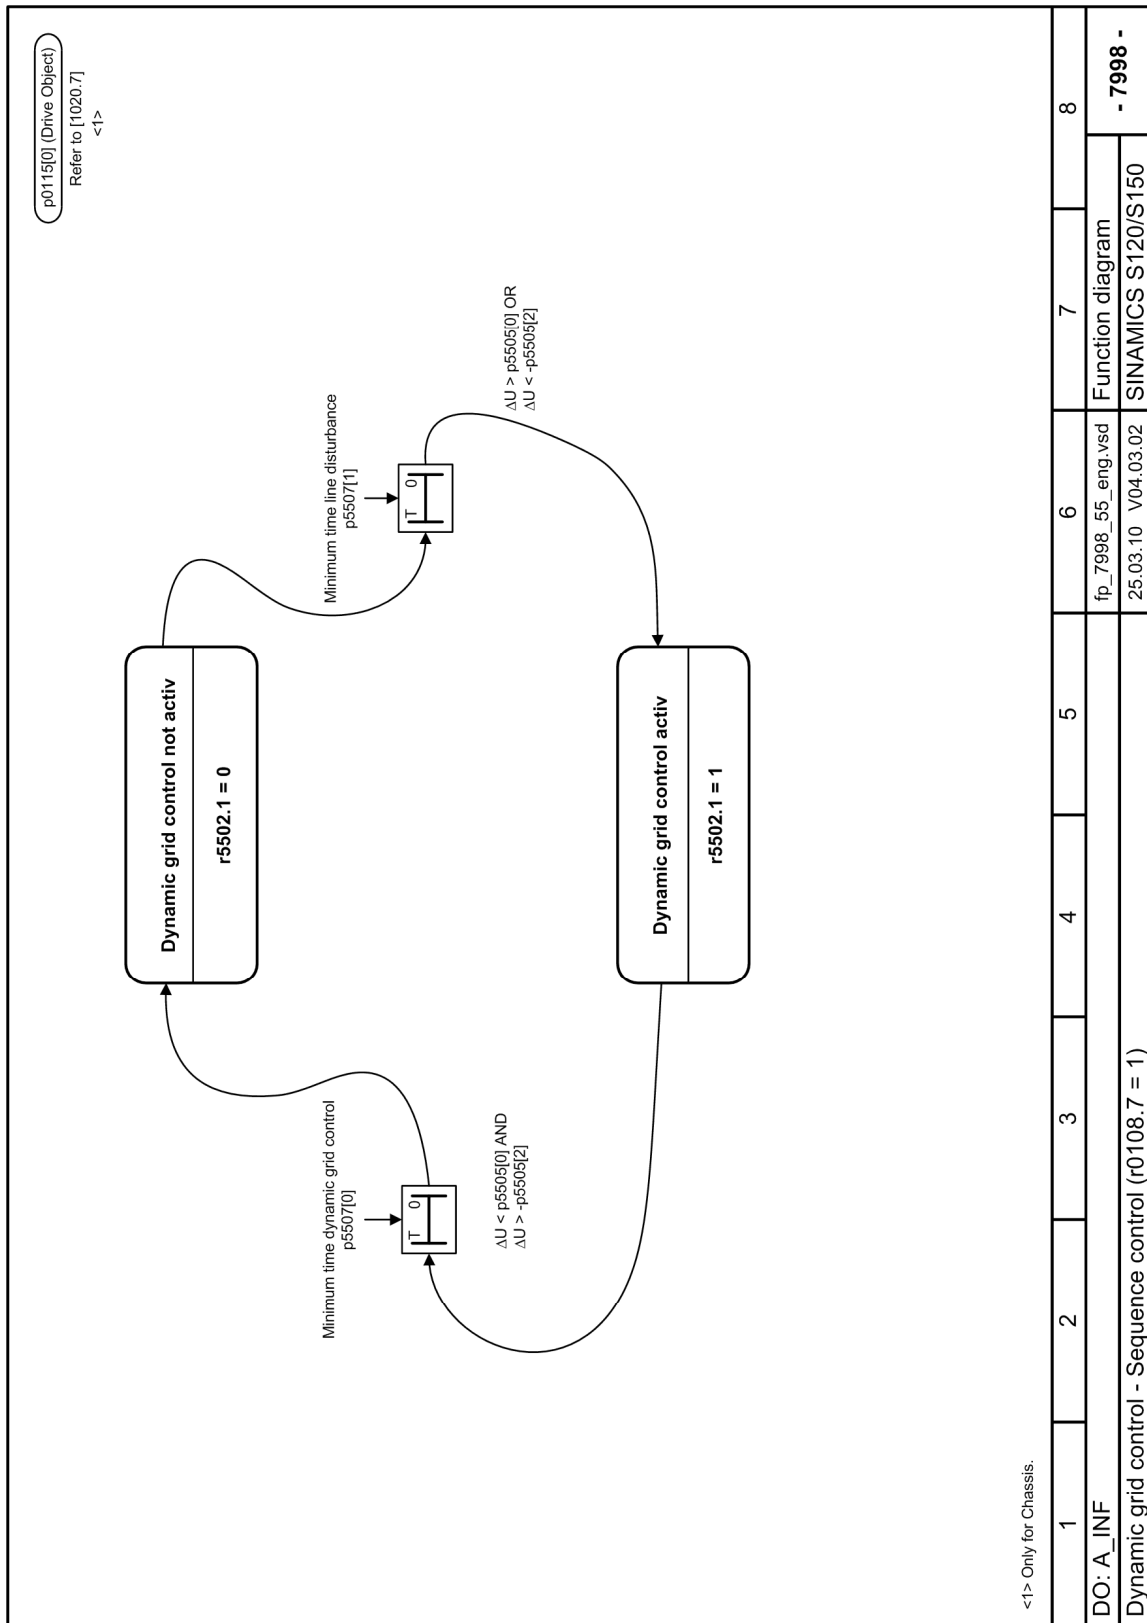 p0115[0] (Drive Object)
Refer to [1020.7]
<1>
Dynamic grid control not activ
r5502.1 = 0
Minimum time dynamic grid control
p5507[0]
T 0
ΔU < p5505[0] AND
ΔU > -p5505[2]
Minimum time line disturbance
p5507[1]
T 0
ΔU > p5505[0] OR
ΔU < -p5505[2]
Dynamic grid control activ
r5502.1 = 1
<1> Only for Chassis.
1 2 3 4 5 6 7 8
DO: A_INF fp_7998_55_eng.vsd Function diagram - 7998 -
Dynamic grid control - Sequence control (r0108.7 = 1) 25.03.10 V04.03.02 SINAMICS S120/S150